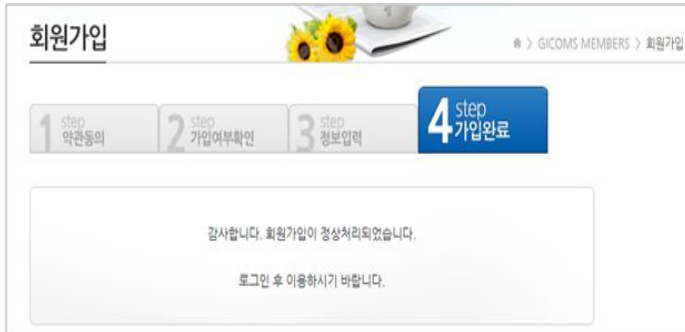 회원가입
GICOMS MEMBERS > 회원가입
1 step 약관동의
2 step 가입여부확인
3 step 정보입력
4 step 가입완료
감사합니다. 회원가입이 정상처리되었습니다.
로그인 후 이용하시기 바랍니다.